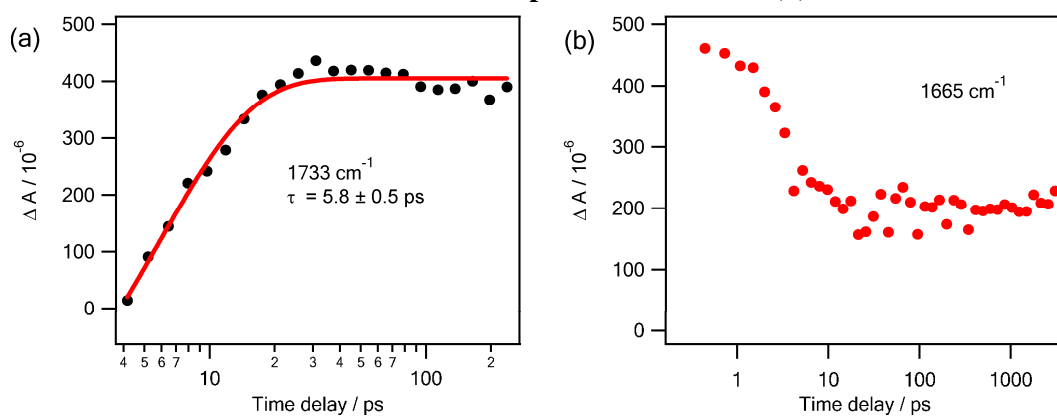 (a)
500
400
300
200
100
0
Δ A / 10⁻⁶
1733 cm⁻¹
τ = 5.8 ± 0.5 ps
4 5 6 7 10 2 3 4 5 6 7 100 2
Time delay / ps
(b)
500
400
300
200
100
0
Δ A / 10⁻⁶
1665 cm⁻¹
1 10 100 1000
Time delay / ps